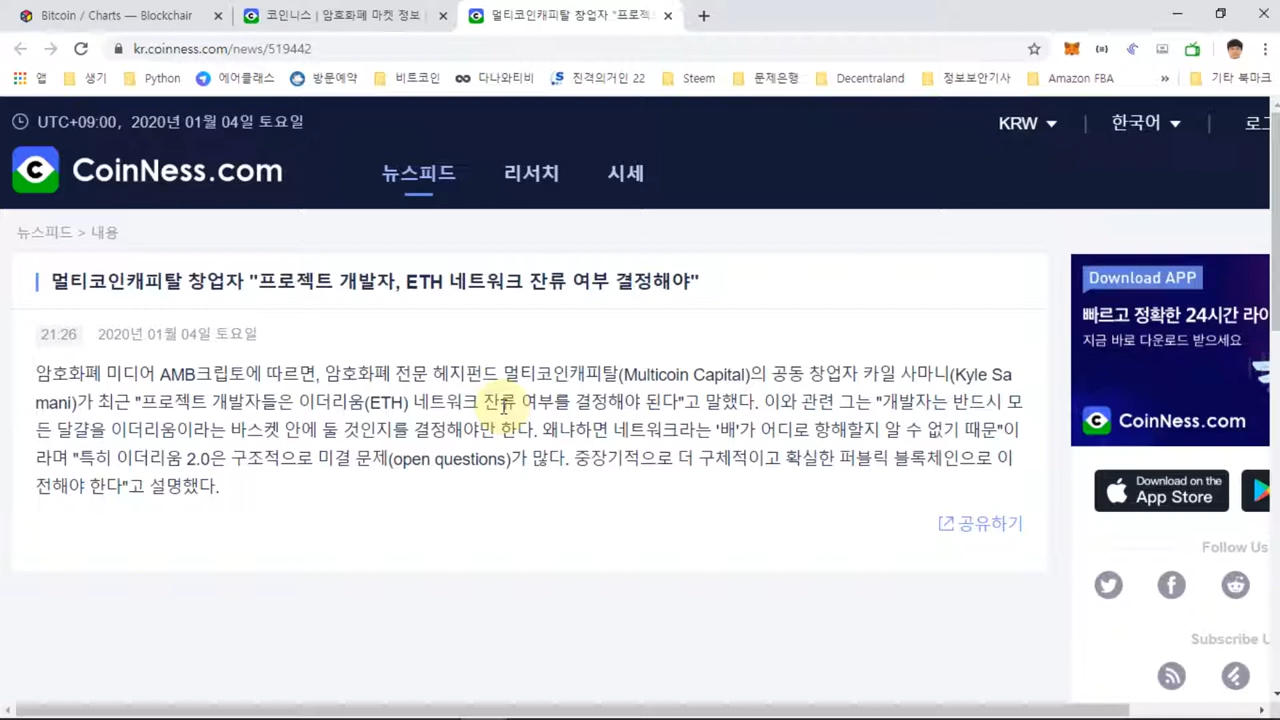 Bitcoin / Charts — Blockchair
코인니스 | 암호화폐 마켓 정보
멀티코인캐피탈 창업자 "프로젝
kr.coinness.com/news/519442
앱 생기 Python 에어클래스 방문예약 비트코인 다나와티비 진격의거인 22 Steem 문제은행 Decentraland 정보보안기사 Amazon FBA » 기타 북마크
UTC+09:00, 2020년 01월 04일 토요일
KRW | 한국어 | 로그
CoinNess.com
뉴스피드 리서치 시세
뉴스피드 > 내용
멀티코인캐피탈 창업자 "프로젝트 개발자, ETH 네트워크 잔류 여부 결정해야"
21:26 2020년 01월 04일 토요일
암호화폐 미디어 AMB크립토에 따르면, 암호화폐 전문 헤지펀드 멀티코인캐피탈(Multicoin Capital)의 공동 창업자 카일 사마니(Kyle Sa
mani)가 최근 "프로젝트 개발자들은 이더리움(ETH) 네트워크 잔류 여부를 결정해야 된다"고 말했다. 이와 관련 그는 "개발자는 반드시 모
든 달걀을 이더리움이라는 바스켓 안에 둘 것인지를 결정해야만 한다. 왜냐하면 네트워크라는 '배'가 어디로 항해할지 알 수 없기 때문"이
라며 "특히 이더리움 2.0은 구조적으로 미결 문제(open questions)가 많다. 중장기적으로 더 구체적이고 확실한 퍼블릭 블록체인으로 이
전해야 한다"고 설명했다.
공유하기
Download APP
빠르고 정확한 24시간 라이
지금 바로 다운로드 받으세요
CoinNess.com
Download on the
App Store
Follow Us
Subscribe U